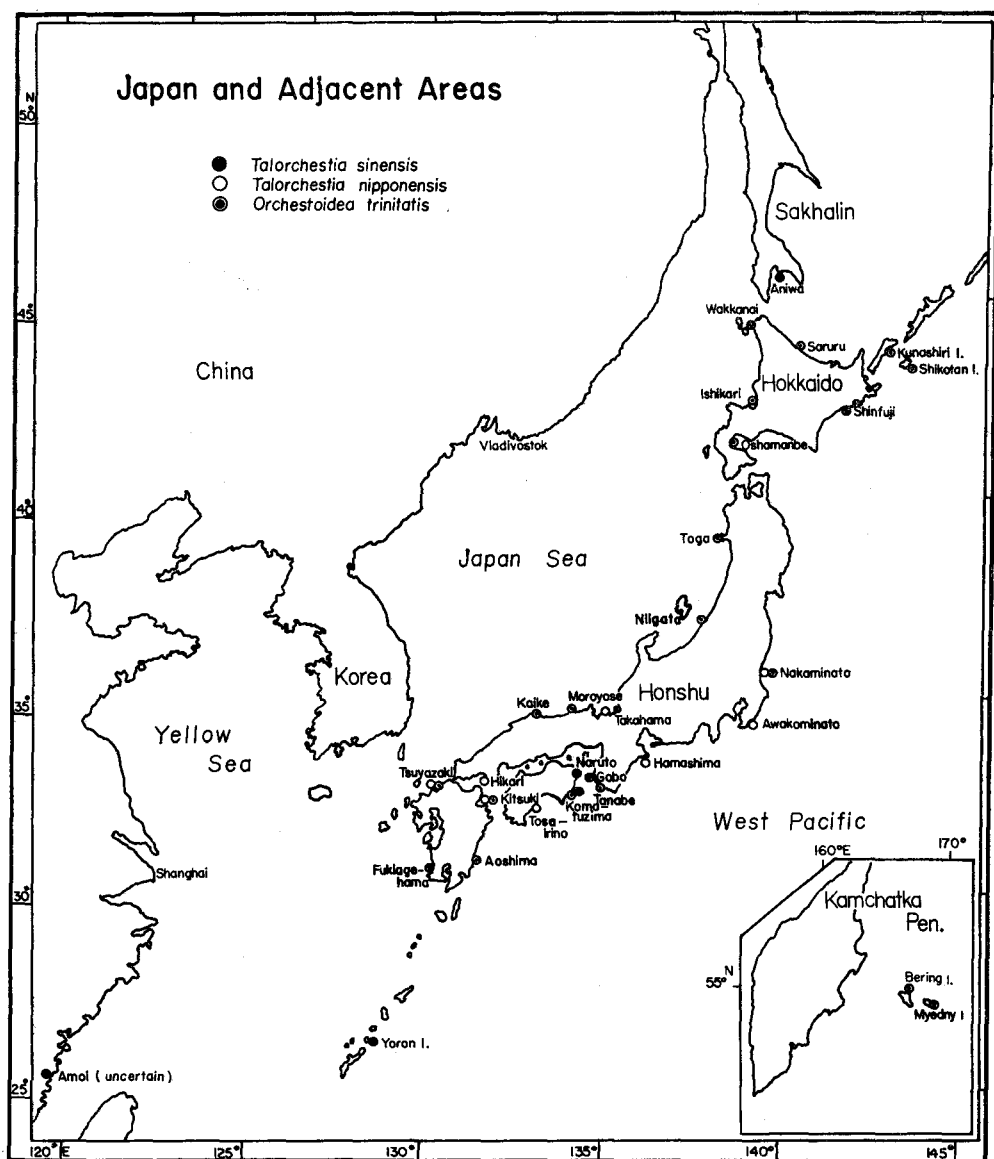 Japan and Adjacent Areas
Talorchestia sinensis
Talorchestia nipponensis
Orchestoidea trinitatis
N
50°
45°
40°
35°
30°
25°
120°E
125°
130°
135°
140°
145°
Sakhalin
Aniwa
Wakkanai
Saruru
Kunashiri I.
Shikotan I.
China
Ishikari
Hokkaido
Shinfuji
Vladivostok
Oshamanbe
Japan Sea
Toga
Niigata
Korea
Nakaminato
Honshu
Moroyose
Kaike
Takahama
Awakominato
Yellow
Sea
Hamashima
Naruto
Tsuyazaki
Hikari
Gobo
Kitsuki
Tanabe
Koma-
fuzima
Tosa-
Irino
West Pacific
Shanghai
Fukiage-
hama
Aoshima
160°E
170°
Kamchatka
Pen.
N
55°
Bering I.
Myedny I
Yoron I.
Amoi (uncertain)